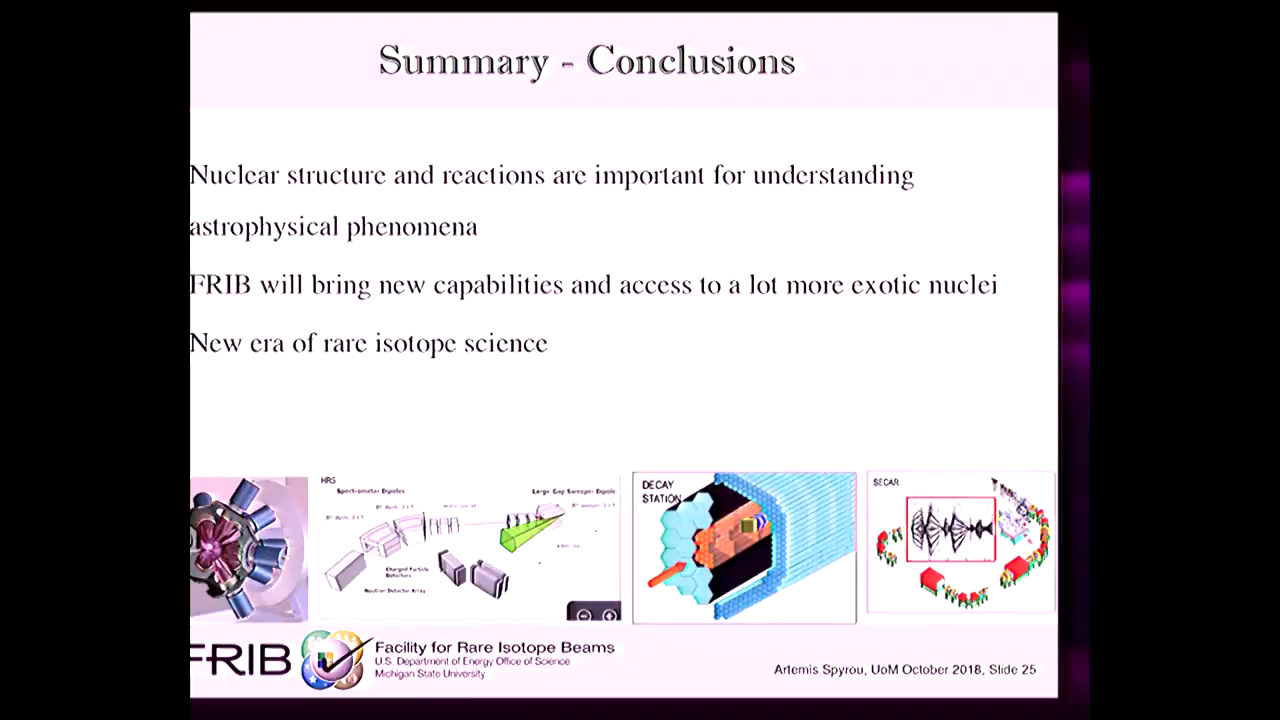 Summary - Conclusions
Nuclear structure and reactions are important for understanding
astrophysical phenomena
FRIB will bring new capabilities and access to a lot more exotic nuclei
New era of rare isotope science
HRS
Spectrometer Dipoles
Large Gap Sweeper Dipole
Charged Particle
Detectors
Neutron Detector Array
DECAY
STATION
SECAR
FRIB
Facility for Rare Isotope Beams
U.S. Department of Energy Office of Science
Michigan State University
Artemis Spyrou, UoM October 2018, Slide 25